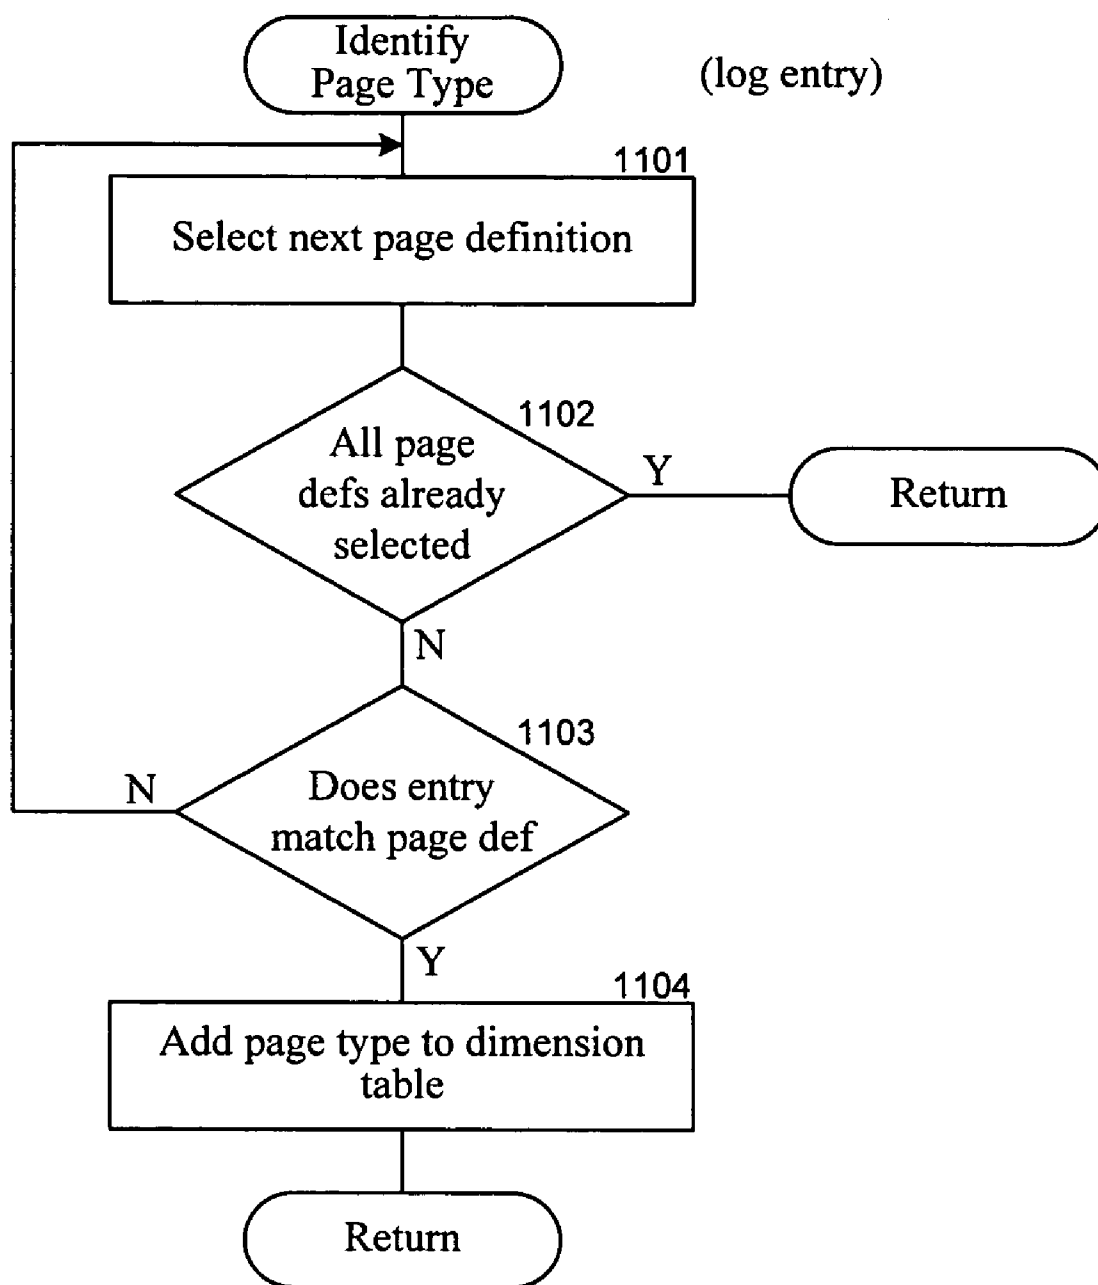 Identify
Page Type
(log entry)
1101
Select next page definition
1102
All page
defs already
selected
Y
Return
N
1103
Does entry
match page def
N
Y
1104
Add page type to dimension
table
Return